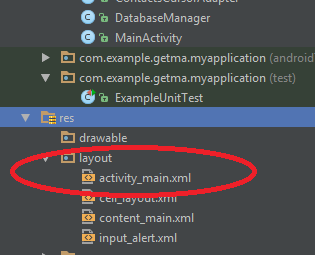 ContactsCursorAdapter
DatabaseManager
MainActivity
com.example.getma.myapplication (android
com.example.getma.myapplication (test)
ExampleUnitTest
res
drawable
layout
activity_main.xml
cell_layout.xml
content_main.xml
input_alert.xml